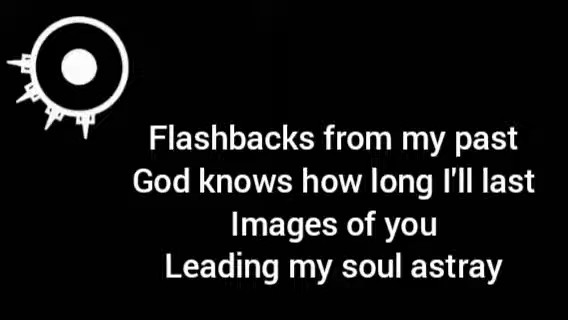 Flashbacks from my past
God knows how long I'll last
Images of you
Leading my soul astray